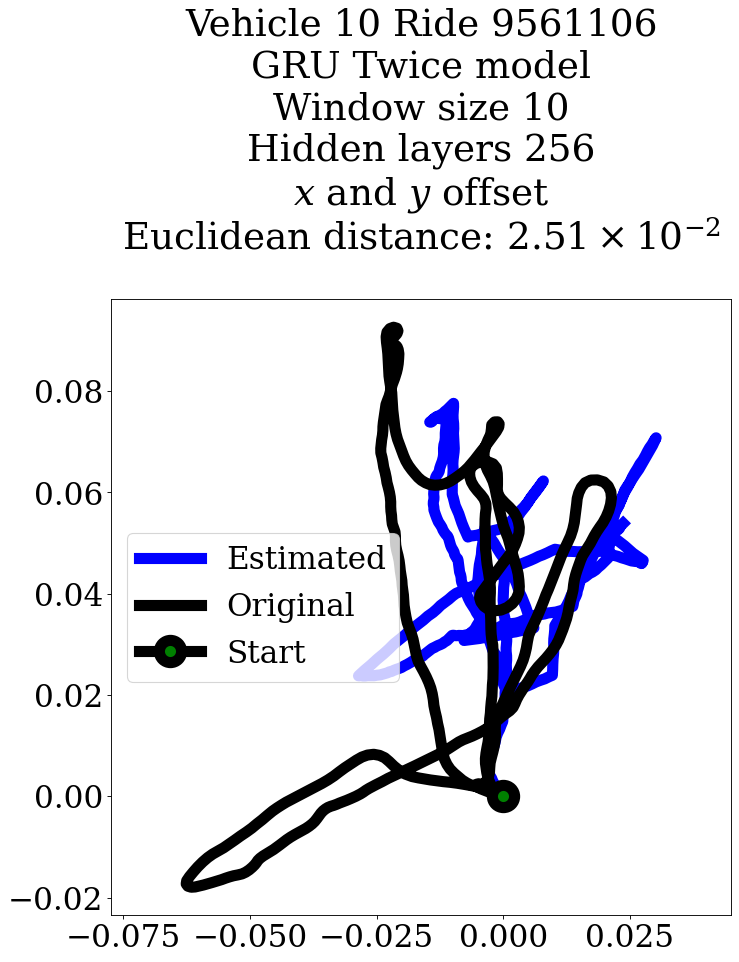 Vehicle 10 Ride 9561106
GRU Twice model
Window size 10
Hidden layers 256
x and y offset
Euclidean distance: 2.51 × 10⁻²
0.08
0.06
0.04
0.02
0.00
−0.02
Estimated
Original
Start
−0.075 −0.050 −0.025 0.000 0.025